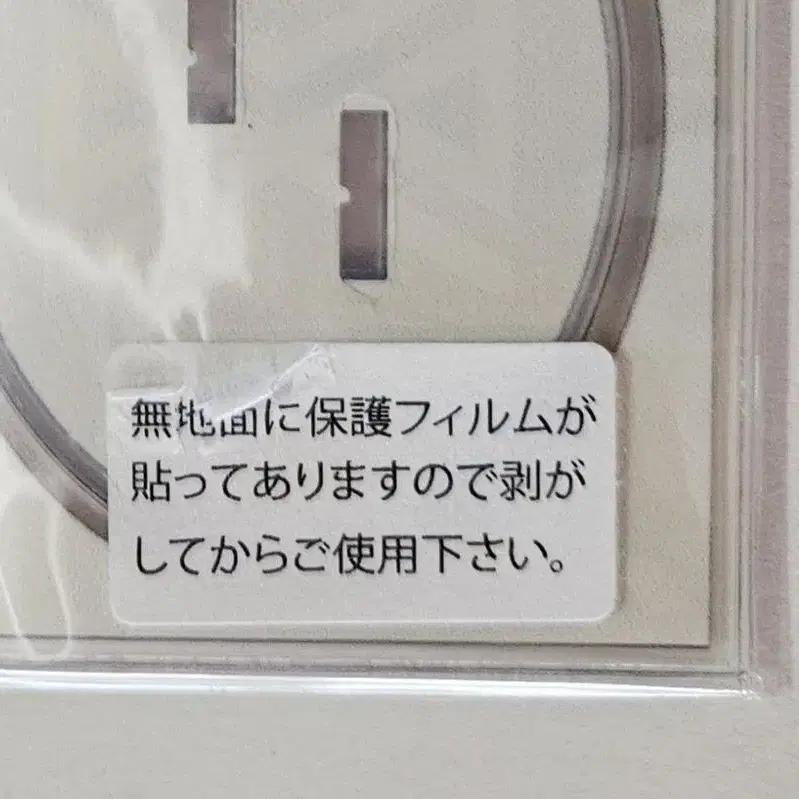 無地面に保護フィルムが
貼ってありますので剥が
してからご使用下さい。